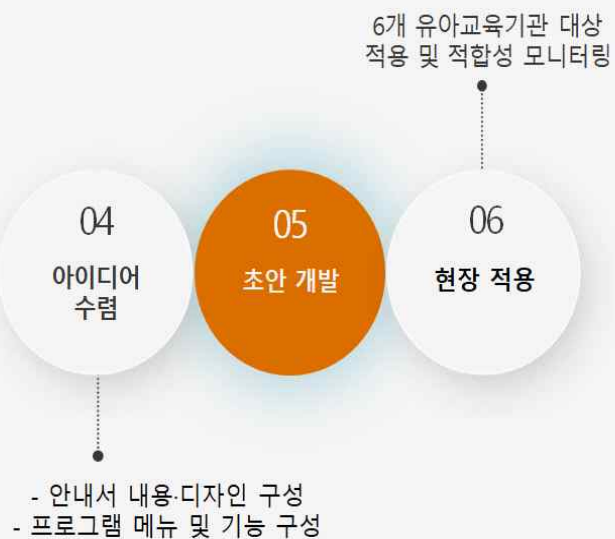 6개 유아교육기관 대상
적용 및 적합성 모니터링
04
아이디어
수렴
05
초안 개발
06
현장 적용
- 안내서 내용·디자인 구성
- 프로그램 메뉴 및 기능 구성